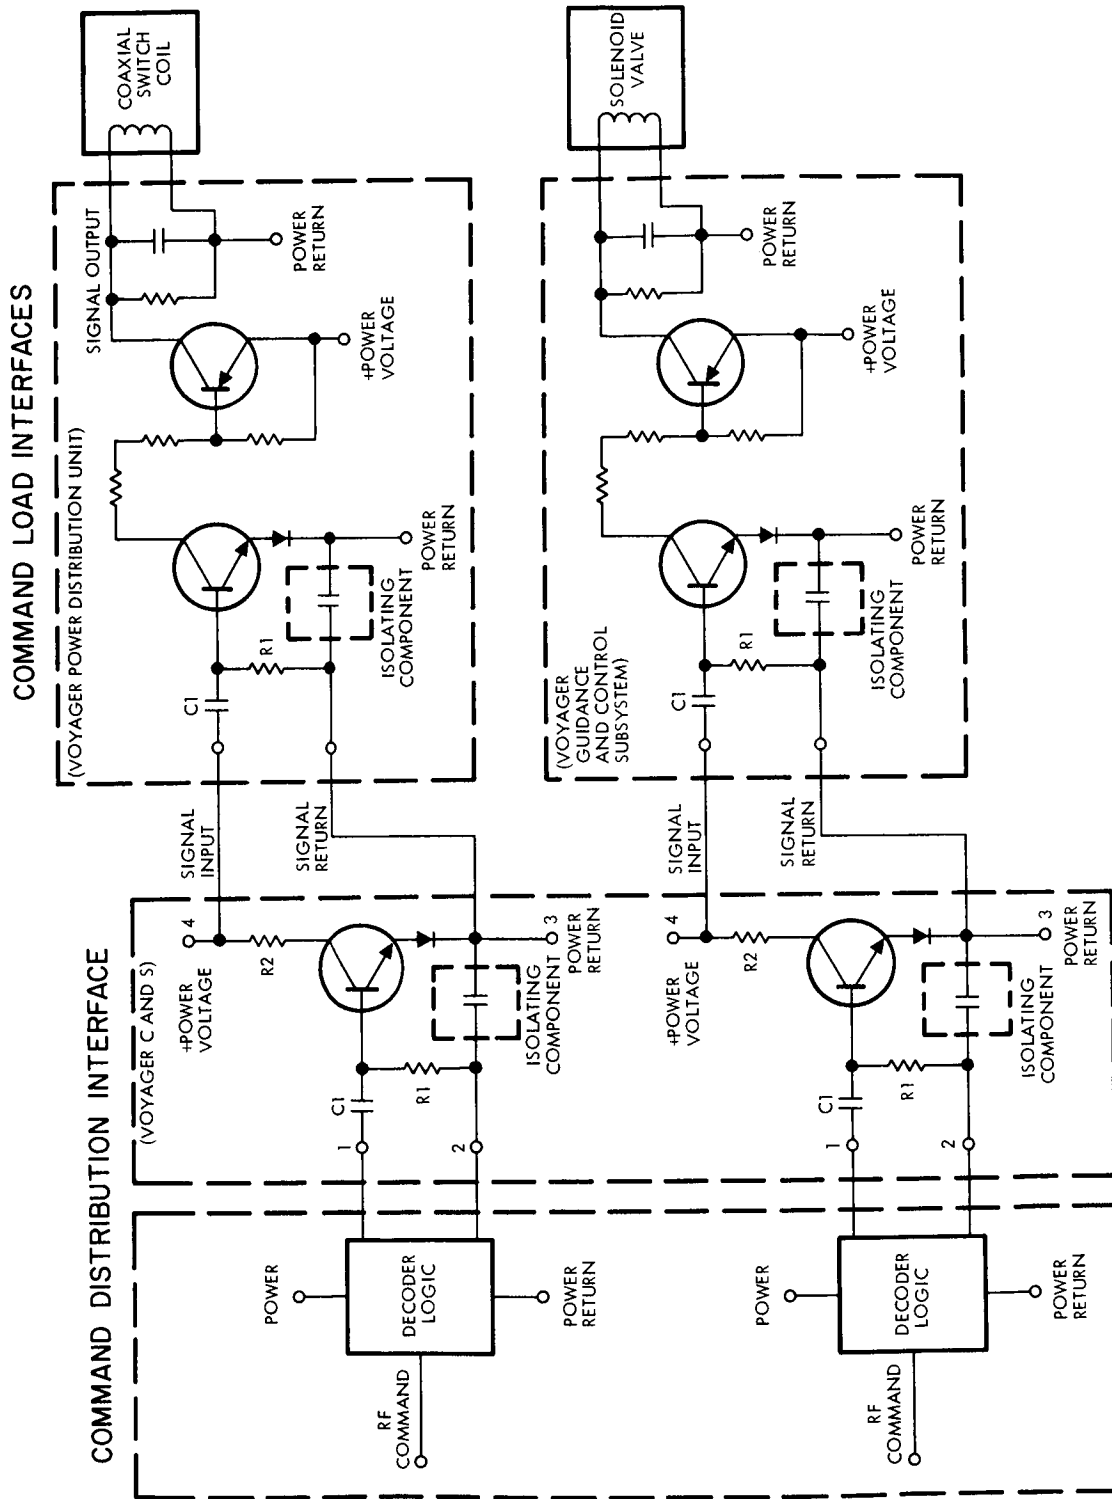 COMMAND DISTRIBUTION INTERFACE
COMMAND LOAD INTERFACES
(VOYAGER C AND S)
(VOYAGER POWER DISTRIBUTION UNIT)
RF
COMMAND
POWER
DECODER
LOGIC
POWER
RETURN
1
2
C1
R1
+POWER
VOLTAGE
4
R2
ISOLATING
COMPONENT
POWER
RETURN
3
SIGNAL
INPUT
SIGNAL
RETURN
C1
R1
ISOLATING
COMPONENT
POWER
RETURN
+POWER
VOLTAGE
SIGNAL OUTPUT
POWER
RETURN
COAXIAL
SWITCH
COIL
RF
COMMAND
POWER
DECODER
LOGIC
POWER
RETURN
1
2
C1
R1
+POWER
VOLTAGE
4
R2
ISOLATING
COMPONENT
POWER
RETURN
3
SIGNAL
INPUT
SIGNAL
RETURN
(VOYAGER
GUIDANCE
AND CONTROL
SUBSYSTEM)
C1
R1
ISOLATING
COMPONENT
POWER
RETURN
+POWER
VOLTAGE
POWER
RETURN
SOLENOID
VALVE